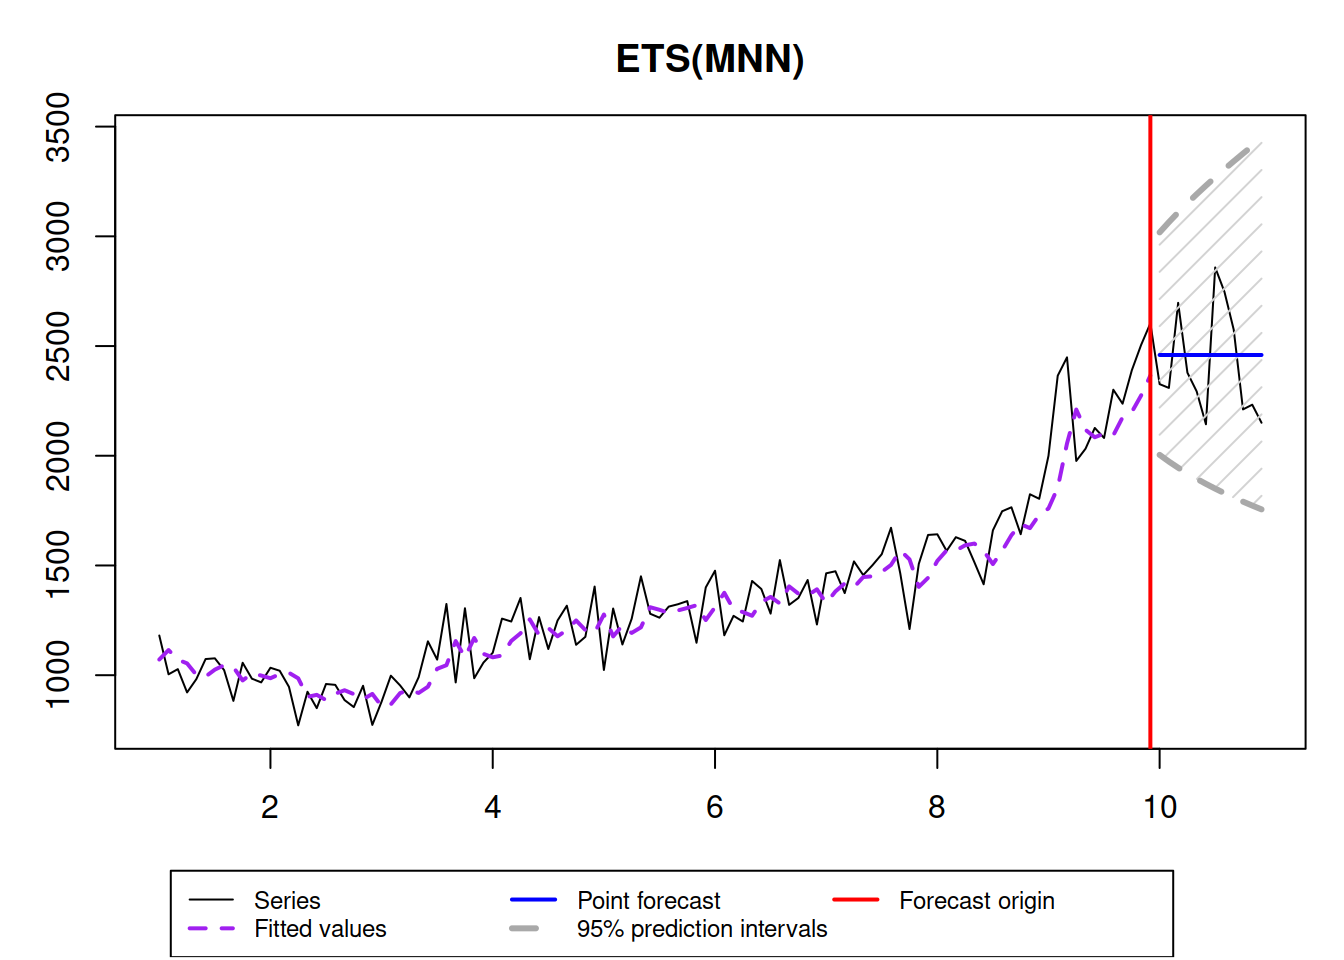 ETS(MNN)
3500
3000
2500
2000
1500
1000
2 4 6 8 10
Series Point forecast Forecast origin
Fitted values 95% prediction intervals